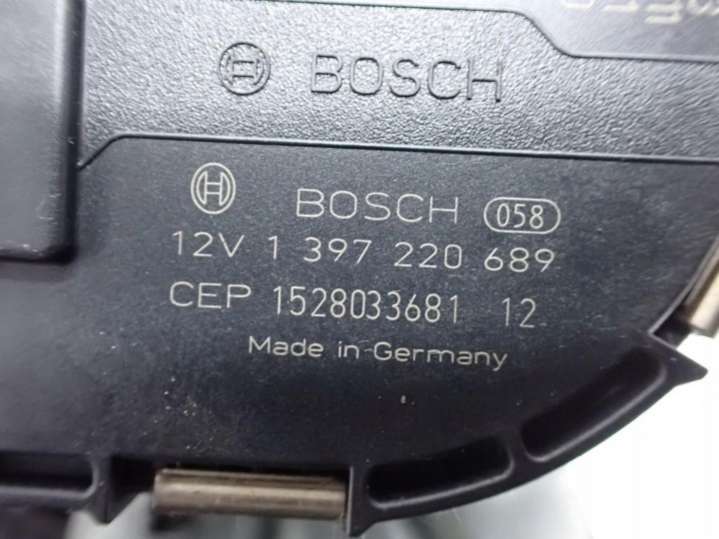 BOSCH
BOSCH 058
12V 1 397 220 689
CEP 1528033681 12
Made in Germany